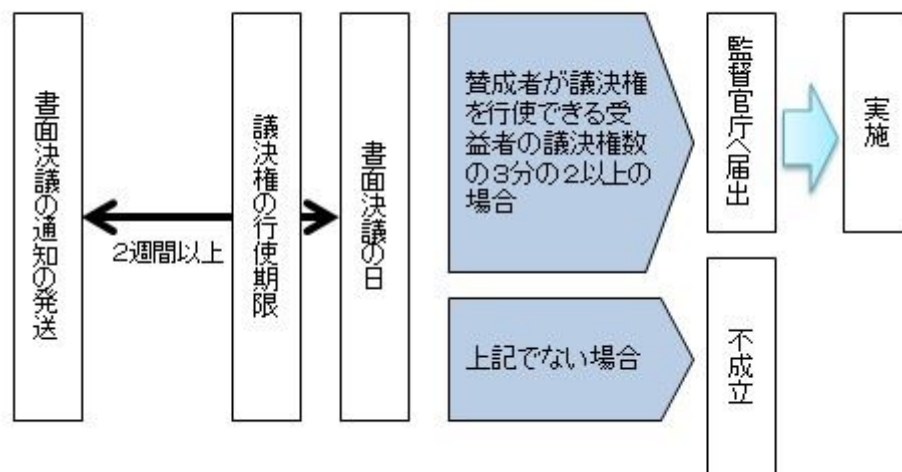 書面決議の通知の発送
2週間以上
議決権の行使期限
書面決議の日
賛成者が議決権
を行使できる受
益者の議決権数
の3分の2以上の
場合
監督官庁へ届出
実施
上記でない場合
不成立